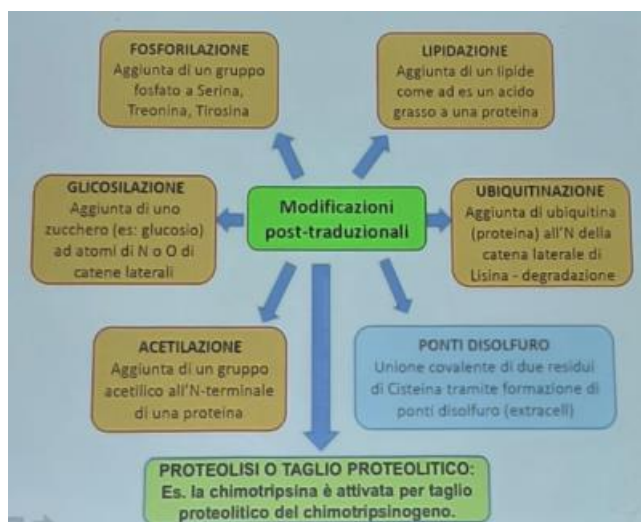 FOSFORILAZIONE
Aggiunta di un gruppo
fosfato a Serina,
Treonina, Tirosina
LIPIDAZIONE
Aggiunta di un lipide
come ad es un acido
grasso a una proteina
GLICOSILAZIONE
Aggiunta di uno
zucchero (es: glucosio)
ad atomi di N o O di
catene laterali
Modificazioni
post-traduzionali
UBIQUITINAZIONE
Aggiunta di ubiquitina
(proteina) all'N della
catena laterale di
Lisina - degradazione
ACETILAZIONE
Aggiunta di un gruppo
acetilico all'N-terminale
di una proteina
PONTI DISOLFURO
Unione covalente di due residui
di Cisteina tramite formazione di
ponti disolfuro (extracell)
PROTEOLISI O TAGLIO PROTEOLITICO:
Es. la chimotripsina è attivata per taglio
proteolitico del chimotripsinogeno.